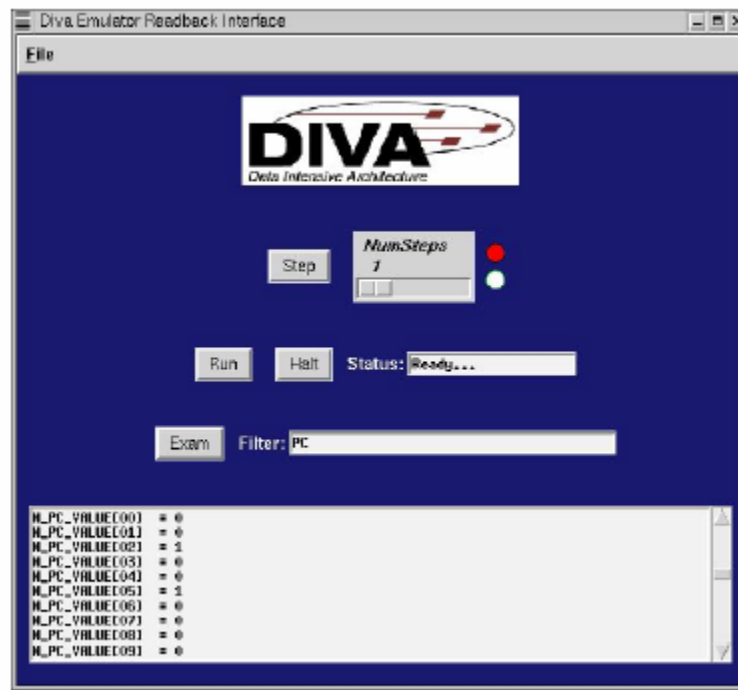 Diva Emulator Readback Interface
File
DIVA
Data Intensive Architecture
NumSteps
Step 1
Run Halt Status: Ready...
Exam Filter: PC
N_PC_VALUE[00] = 0
N_PC_VALUE[01] = 0
N_PC_VALUE[02] = 1
N_PC_VALUE[03] = 0
N_PC_VALUE[04] = 0
N_PC_VALUE[05] = 1
N_PC_VALUE[06] = 0
N_PC_VALUE[07] = 0
N_PC_VALUE[08] = 0
N_PC_VALUE[09] = 0